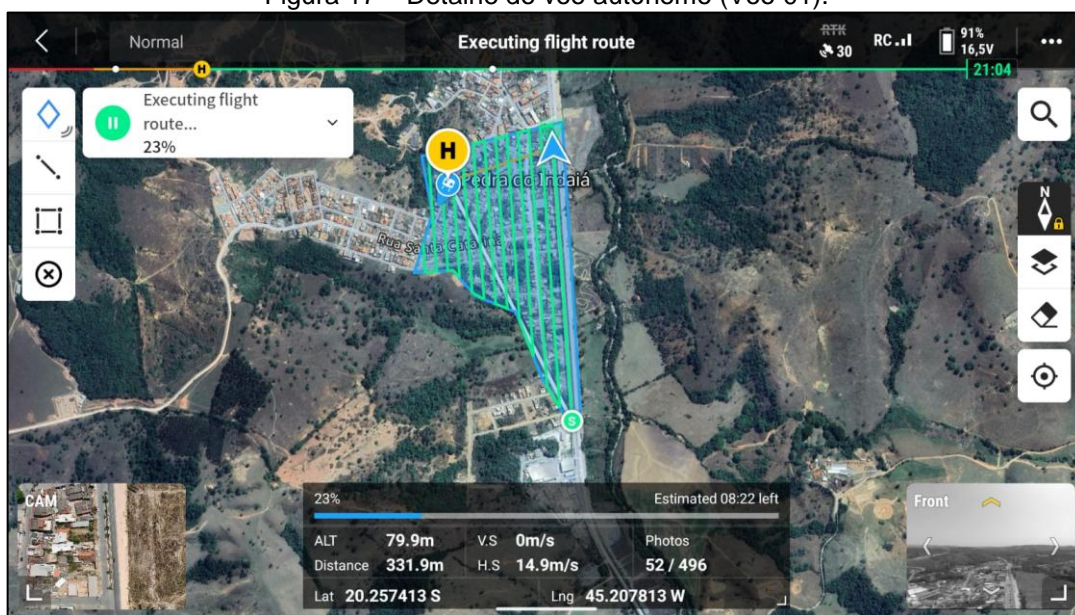 Figura 17 – Detalhe do voo autônomo (Voo 01).
Normal
Executing flight route
RTK
30
RC
91%
16,5V
H
21:04
Executing flight
route...
23%
H
Pedra do Indaiá
Rua Santa Catarina
N
S
CAM
Front
23%
Estimated 08:22 left
ALT 79.9m V.S 0m/s Photos
Distance 331.9m H.S 14.9m/s 52 / 496
Lat 20.257413 S Lng 45.207813 W